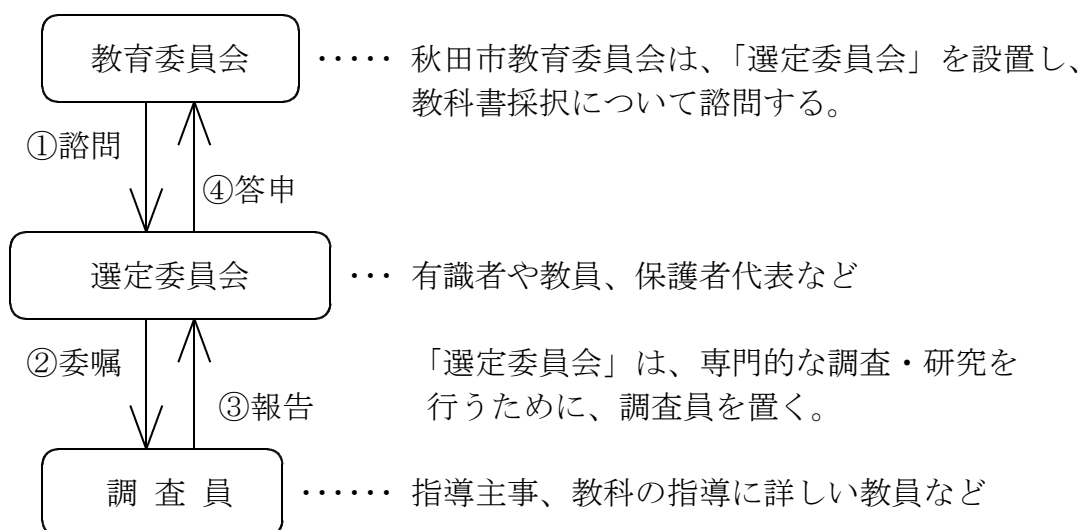 教育委員会 ・・・・・ 秋田市教育委員会は、「選定委員会」を設置し、
教科書採択について諮問する。
①諮問
④答申
選定委員会 ・・・ 有識者や教員、保護者代表など
②委嘱
「選定委員会」は、専門的な調査・研究を
③報告
行うために、調査員を置く。
調 査 員 ・・・・・・ 指導主事、教科の指導に詳しい教員など